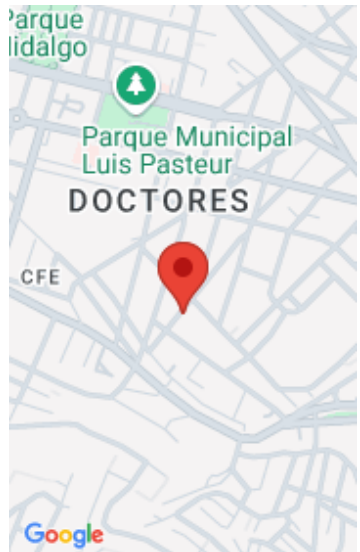 Parque
Hidalgo
Parque Municipal
Luis Pasteur
DOCTORES
CFE
Google